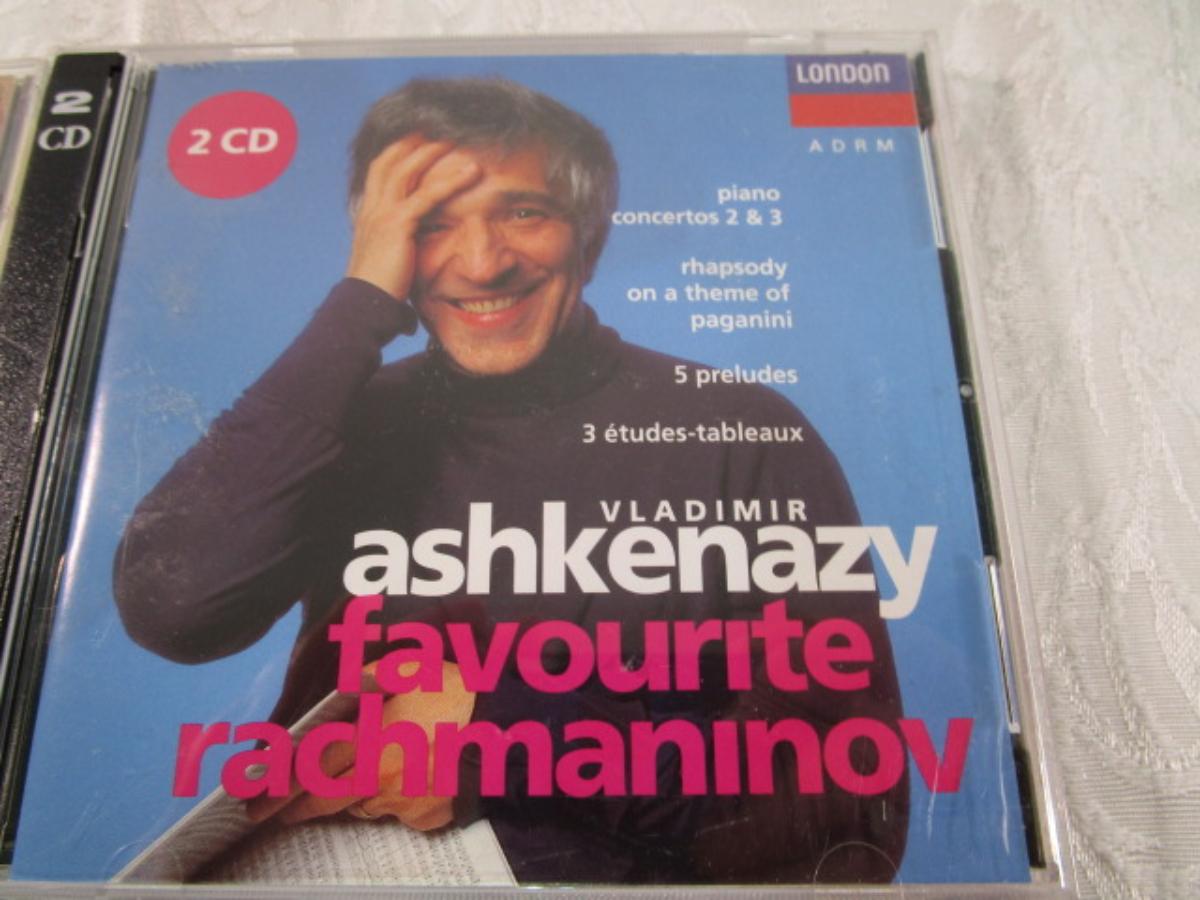 2
CD
2 CD
LONDON
ADRM
piano
concertos 2 & 3
rhapsody
on a theme of
paganini
5 preludes
3 études-tableaux
VLADIMIR
ashkenazy
favourite
rachmaninov